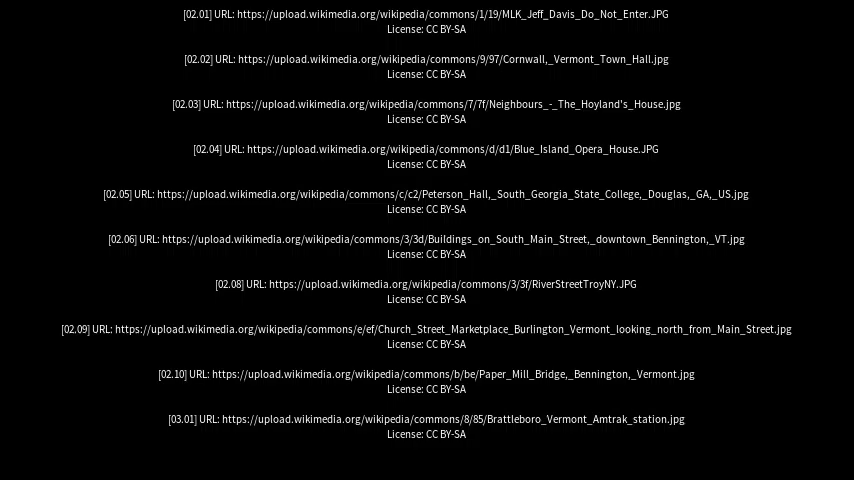 [02.01] URL: https://upload.wikimedia.org/wikipedia/commons/1/19/MLK_Jeff_Davis_Do_Not_Enter.JPG
License: CC BY-SA
[02.02] URL: https://upload.wikimedia.org/wikipedia/commons/9/97/Cornwall,_Vermont_Town_Hall.jpg
License: CC BY-SA
[02.03] URL: https://upload.wikimedia.org/wikipedia/commons/7/7f/Neighbours_-_The_Hoyland's_House.jpg
License: CC BY-SA
[02.04] URL: https://upload.wikimedia.org/wikipedia/commons/d/d1/Blue_Island_Opera_House.JPG
License: CC BY-SA
[02.05] URL: https://upload.wikimedia.org/wikipedia/commons/c/c2/Peterson_Hall,_South_Georgia_State_College,_Douglas,_GA,_US.jpg
License: CC BY-SA
[02.06] URL: https://upload.wikimedia.org/wikipedia/commons/3/3d/Buildings_on_South_Main_Street,_downtown_Bennington,_VT.jpg
License: CC BY-SA
[02.08] URL: https://upload.wikimedia.org/wikipedia/commons/3/3f/RiverStreetTroyNY.JPG
License: CC BY-SA
[02.09] URL: https://upload.wikimedia.org/wikipedia/commons/e/ef/Church_Street_Marketplace_Burlington_Vermont_looking_north_from_Main_Street.jpg
License: CC BY-SA
[02.10] URL: https://upload.wikimedia.org/wikipedia/commons/b/be/Paper_Mill_Bridge,_Bennington,_Vermont.jpg
License: CC BY-SA
[03.01] URL: https://upload.wikimedia.org/wikipedia/commons/8/85/Brattleboro_Vermont_Amtrak_station.jpg
License: CC BY-SA